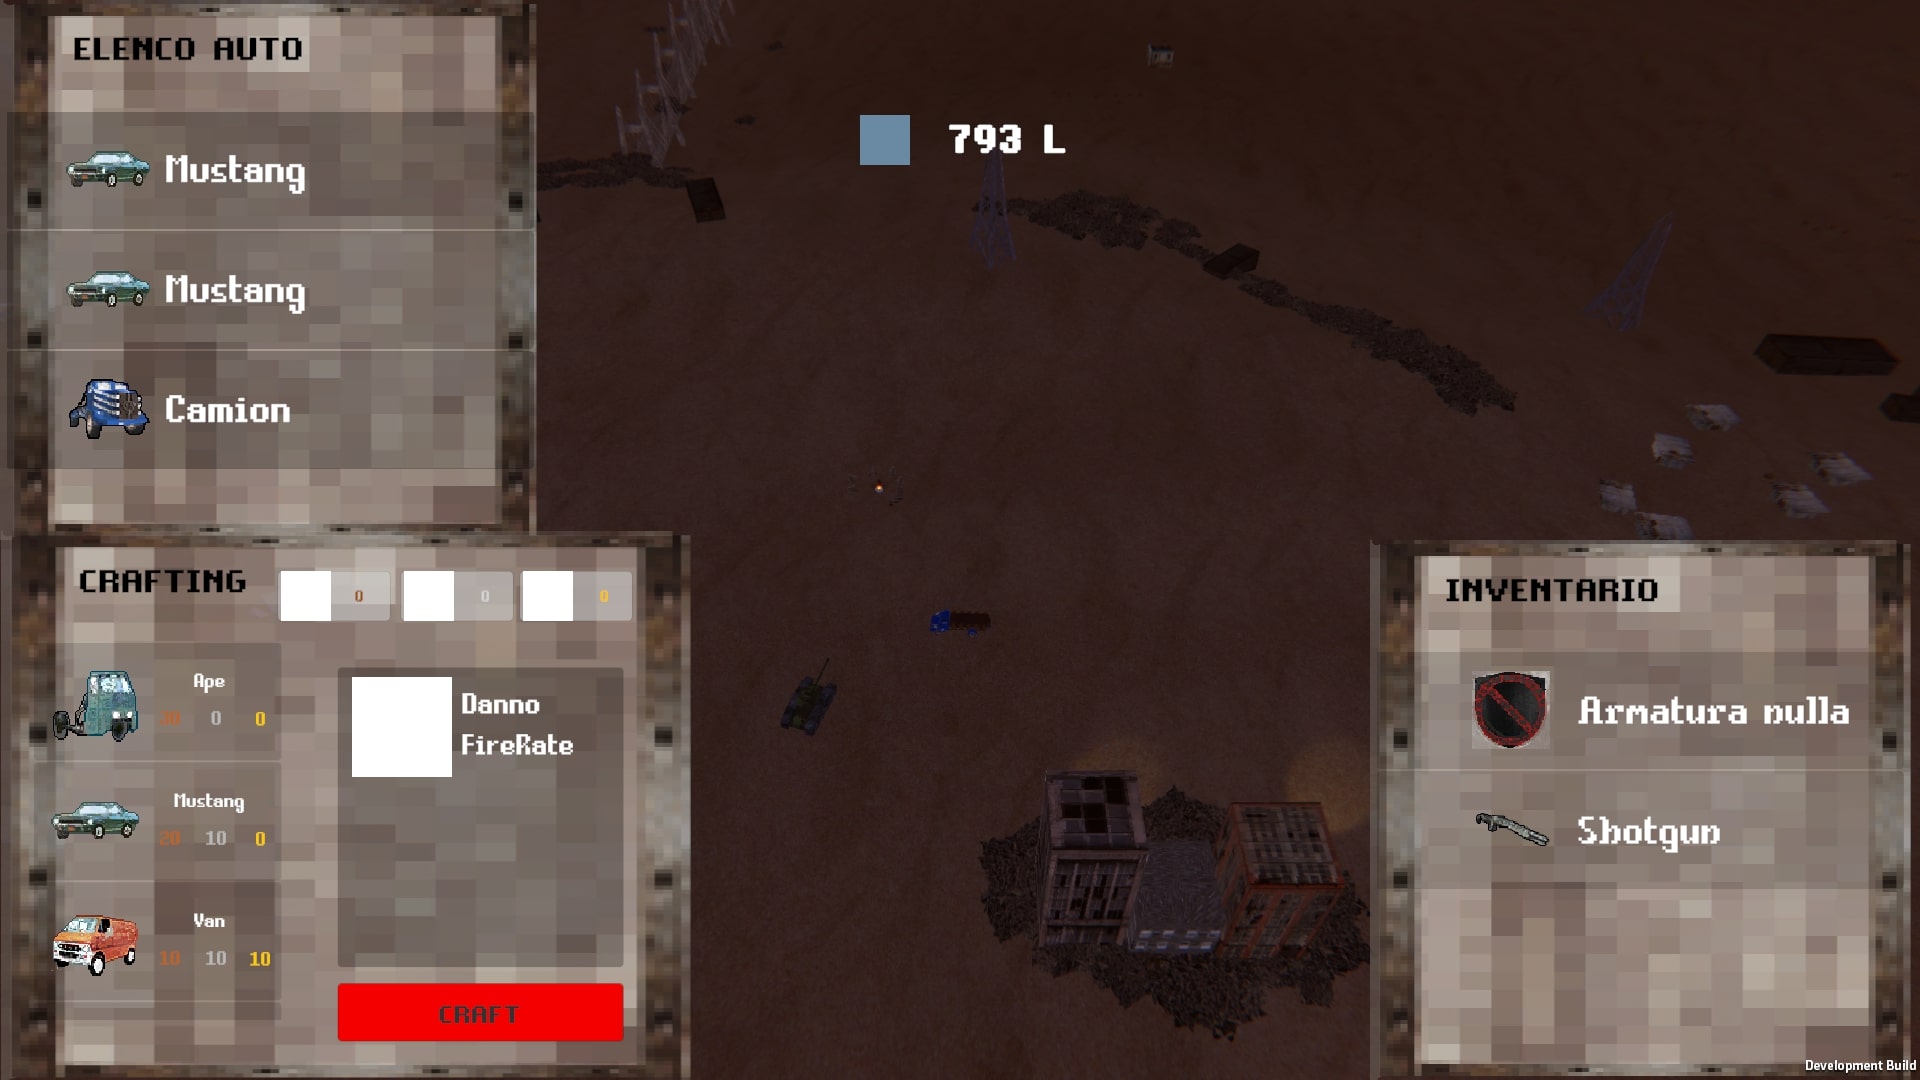 ELENCO AUTO
Mustang
Mustang
Camion
793 L
CRAFTING
0 0 0
Ape
30 0 0
Mustang
20 10 0
Van
10 10 10
Danno
FireRate
CRAFT
INVENTARIO
Armatura nulla
Shotgun
Development Build